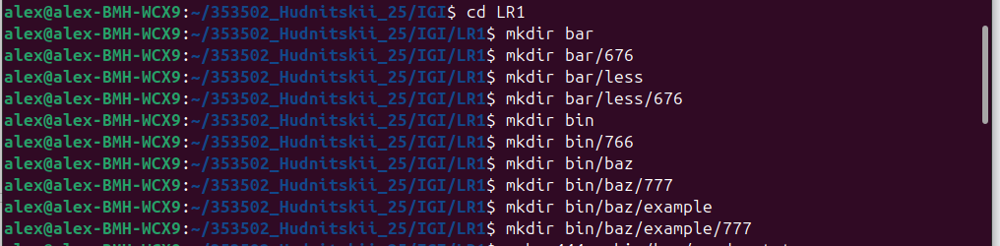 alex@alex-BMH-WCX9:~/353502_Hudnitskii_25/IGI$ cd LR1
alex@alex-BMH-WCX9:~/353502_Hudnitskii_25/IGI/LR1$ mkdir bar
alex@alex-BMH-WCX9:~/353502_Hudnitskii_25/IGI/LR1$ mkdir bar/676
alex@alex-BMH-WCX9:~/353502_Hudnitskii_25/IGI/LR1$ mkdir bar/less
alex@alex-BMH-WCX9:~/353502_Hudnitskii_25/IGI/LR1$ mkdir bar/less/676
alex@alex-BMH-WCX9:~/353502_Hudnitskii_25/IGI/LR1$ mkdir bin
alex@alex-BMH-WCX9:~/353502_Hudnitskii_25/IGI/LR1$ mkdir bin/766
alex@alex-BMH-WCX9:~/353502_Hudnitskii_25/IGI/LR1$ mkdir bin/baz
alex@alex-BMH-WCX9:~/353502_Hudnitskii_25/IGI/LR1$ mkdir bin/baz/777
alex@alex-BMH-WCX9:~/353502_Hudnitskii_25/IGI/LR1$ mkdir bin/baz/example
alex@alex-BMH-WCX9:~/353502_Hudnitskii_25/IGI/LR1$ mkdir bin/baz/example/777